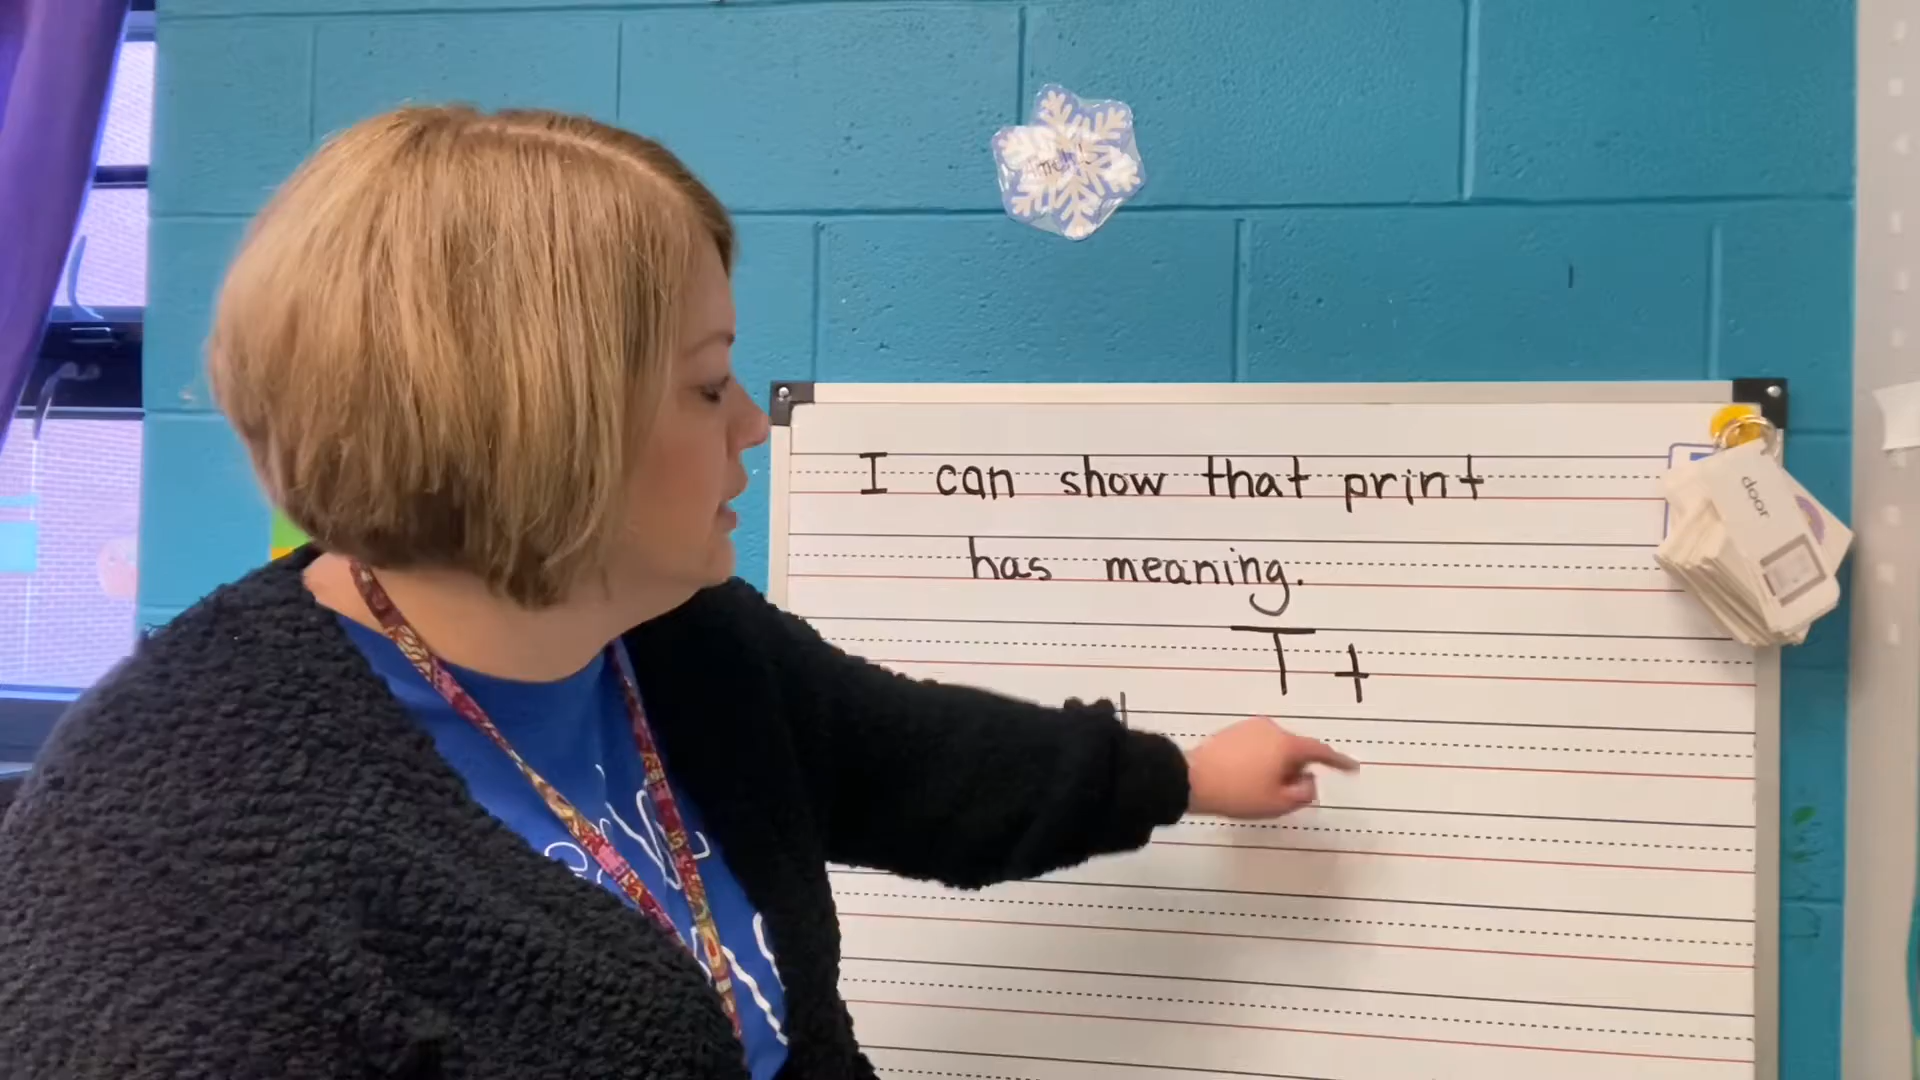 I can show that print
has meaning.
T t
door